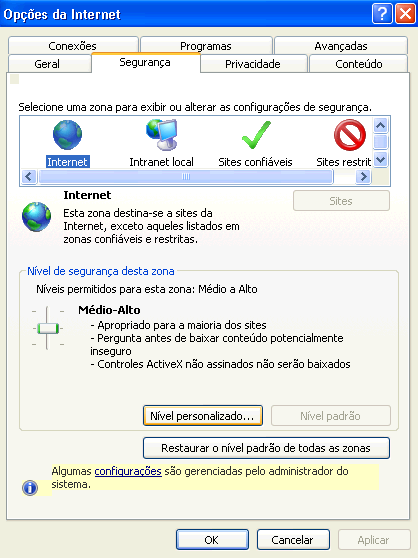 Opções da Internet
Conexões
Programas
Avançadas
Geral
Segurança
Privacidade
Conteúdo
Selecione uma zona para exibir ou alterar as configurações de segurança.
Internet
Intranet local
Sites confiáveis
Sites restrit
Internet
Sites
Esta zona destina-se a sites da
Internet, exceto aqueles listados em
zonas confiáveis e restritas.
Nível de segurança desta zona
Níveis permitidos para esta zona: Médio a Alto
Médio-Alto
- Apropriado para a maioria dos sites
- Pergunta antes de baixar conteúdo potencialmente
inseguro
- Controles ActiveX não assinados não serão baixados
Nível personalizado...
Nível padrão
Restaurar o nível padrão de todas as zonas
Algumas configurações são gerenciadas pelo administrador do
sistema.
OK
Cancelar
Aplicar